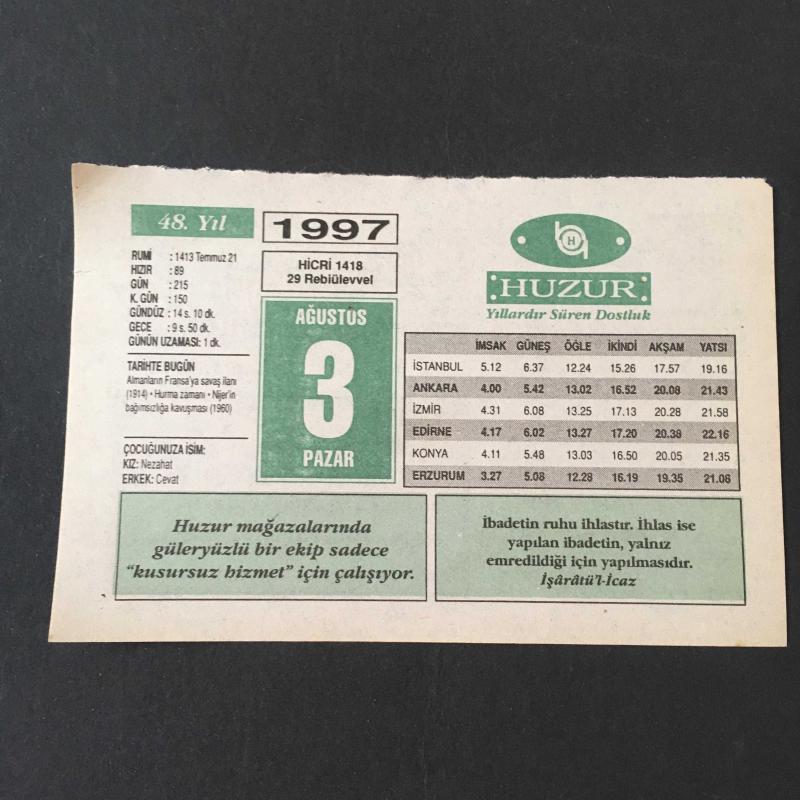 48. Yıl
1997
RUMİ : 1413 Temmuz 21
HIZIR : 89
GÜN : 215
K. GÜN : 150
GÜNDÜZ : 14 s. 10 dk.
GECE : 9 s. 50 dk.
GÜNÜN UZAMASI: 1 dk.
HİCRİ 1418
29 Rebiülevvel
TARİHTE BUGÜN
Almanların Fransa'ya savaş ilanı
(1914) • Hurma zamanı • Nijer'in
bağımsızlığa kavuşması (1960)
ÇOCUĞUNUZA İSİM:
KIZ: Nezahat
ERKEK: Cevat
AĞUSTOS
3
PAZAR
H
HUZUR
Yıllardır Süren Dostluk
İMSAK GÜNEŞ ÖĞLE İKİNDİ AKŞAM YATSI
İSTANBUL 5.12 6.37 12.24 15.26 17.57 19.16
ANKARA 4.00 5.42 13.02 16.52 20.08 21.43
İZMİR 4.31 6.08 13.25 17.13 20.28 21.58
EDİRNE 4.17 6.02 13.27 17.20 20.38 22.16
KONYA 4.11 5.48 13.03 16.50 20.05 21.35
ERZURUM 3.27 5.08 12.28 16.19 19.35 21.08
Huzur mağazalarında
güleryüzlü bir ekip sadece
"kusursuz hizmet" için çalışıyor.
İbadetin ruhu ihlastır. İhlas ise
yapılan ibadetin, yalnız
emredildiği için yapılmasıdır.
İşârâtü'l-İcaz